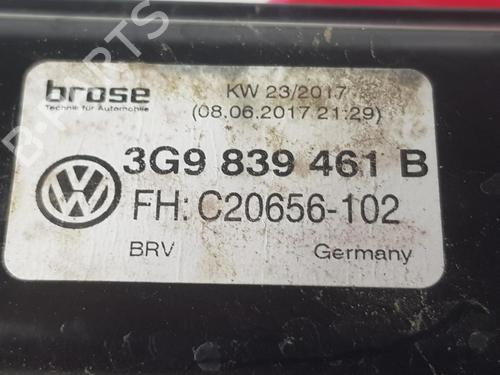 brose
Technik für Automobile
KW 23/2017
(08.06.2017 21:29)
3G9 839 461 B
FH: C20656-102
BRV
Germany
B-PARTS